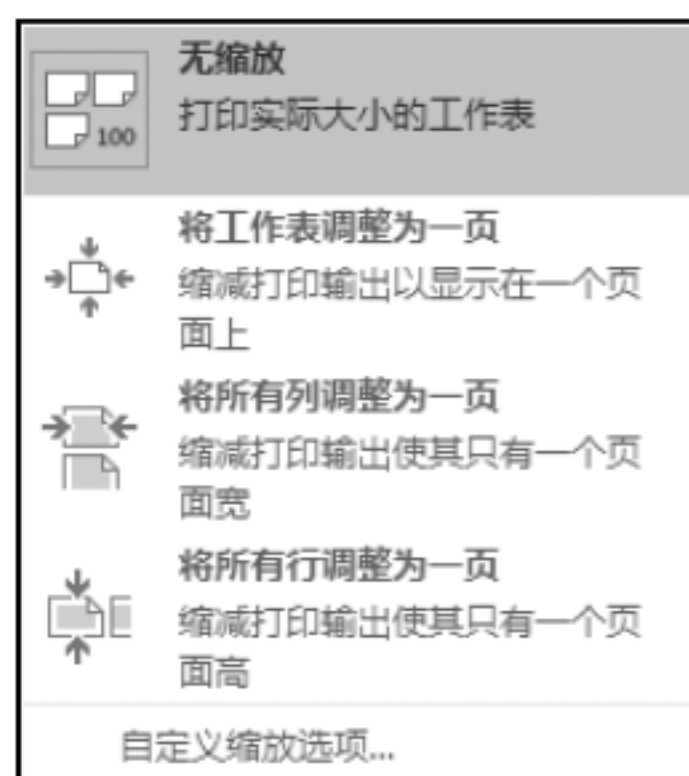 无缩放
打印实际大小的工作表
100
将工作表调整为一页
缩减打印输出以显示在一个页
面上
将所有列调整为一页
缩减打印输出使其只有一个页
面宽
将所有行调整为一页
缩减打印输出使其只有一个页
面高
自定义缩放选项...